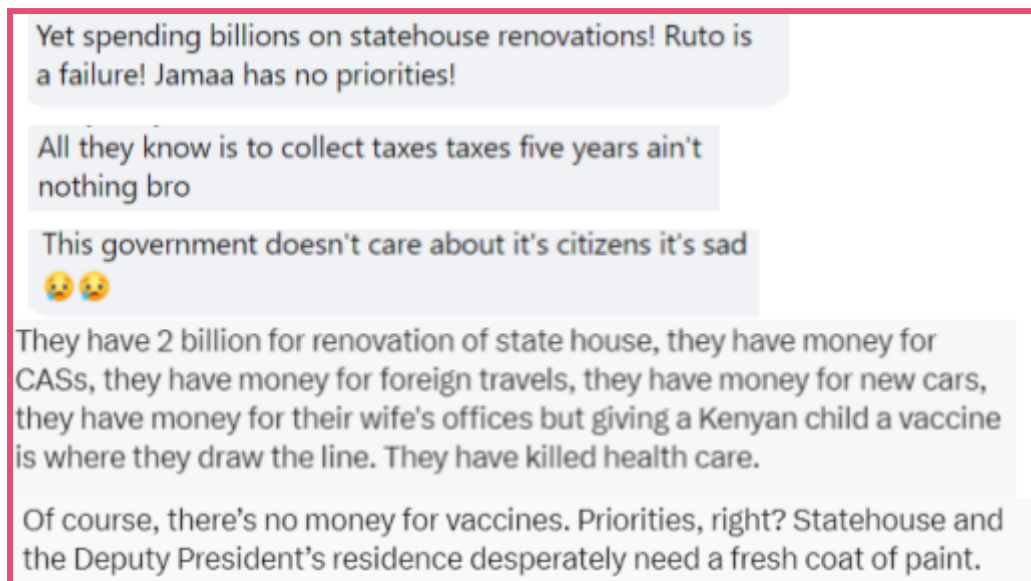 Yet spending billions on statehouse renovations! Ruto is
a failure! Jamaa has no priorities!
All they know is to collect taxes taxes five years ain't
nothing bro
This government doesn't care about it's citizens it's sad
😢😢
They have 2 billion for renovation of state house, they have money for
CASs, they have money for foreign travels, they have money for new cars,
they have money for their wife's offices but giving a Kenyan child a vaccine
is where they draw the line. They have killed health care.
Of course, there's no money for vaccines. Priorities, right? Statehouse and
the Deputy President's residence desperately need a fresh coat of paint.